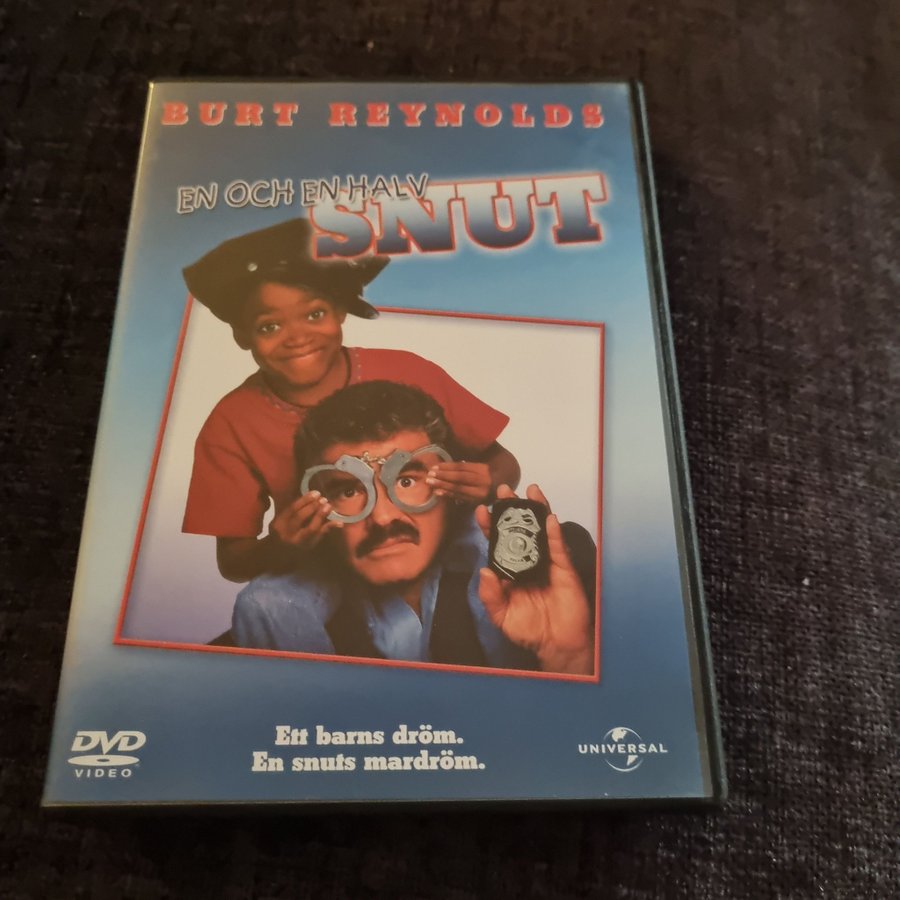 BURT REYNOLDS
EN OCH EN HALV
SNUT
Ett barns dröm.
En snuts mardröm.
DVD
VIDEO
UNIVERSAL